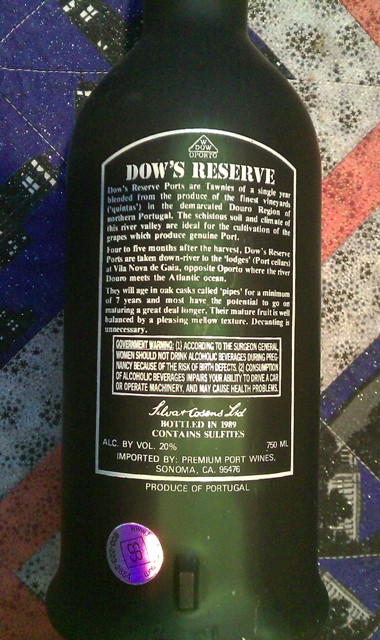 W
DOW
OPORTO
DOW'S RESERVE
Dow's Reserve Ports are Tawnies of a single year
blended from the produce of the finest vineyards
('quintas') in the demarcated Douro Region of
northern Portugal. The schistous soil and climate of
this river valley are ideal for the cultivation of the
grapes which produce genuine Port.
Four to five months after the harvest, Dow's Reserve
Ports are taken down-river to the 'lodges' (Port cellars)
at Vila Nova de Gaia, opposite Oporto where the river
Douro meets the Atlantic ocean.
They will age in oak casks called 'pipes' for a minimum
of 7 years and most have the potential to go on
maturing a great deal longer. Their mature fruit is well
balanced by a pleasing mellow texture. Decanting is
unnecessary.
GOVERNMENT WARNING: (1) ACCORDING TO THE SURGEON GENERAL,
WOMEN SHOULD NOT DRINK ALCOHOLIC BEVERAGES DURING PREG-
NANCY BECAUSE OF THE RISK OF BIRTH DEFECTS. (2) CONSUMPTION
OF ALCOHOLIC BEVERAGES IMPAIRS YOUR ABILITY TO DRIVE A CAR
OR OPERATE MACHINERY, AND MAY CAUSE HEALTH PROBLEMS.
Silva & Cosens Ltd
BOTTLED IN 1989
CONTAINS SULFITES
ALC. BY VOL. 20% 750 ML
IMPORTED BY: PREMIUM PORT WINES,
SONOMA, CA. 95476
PRODUCE OF PORTUGAL